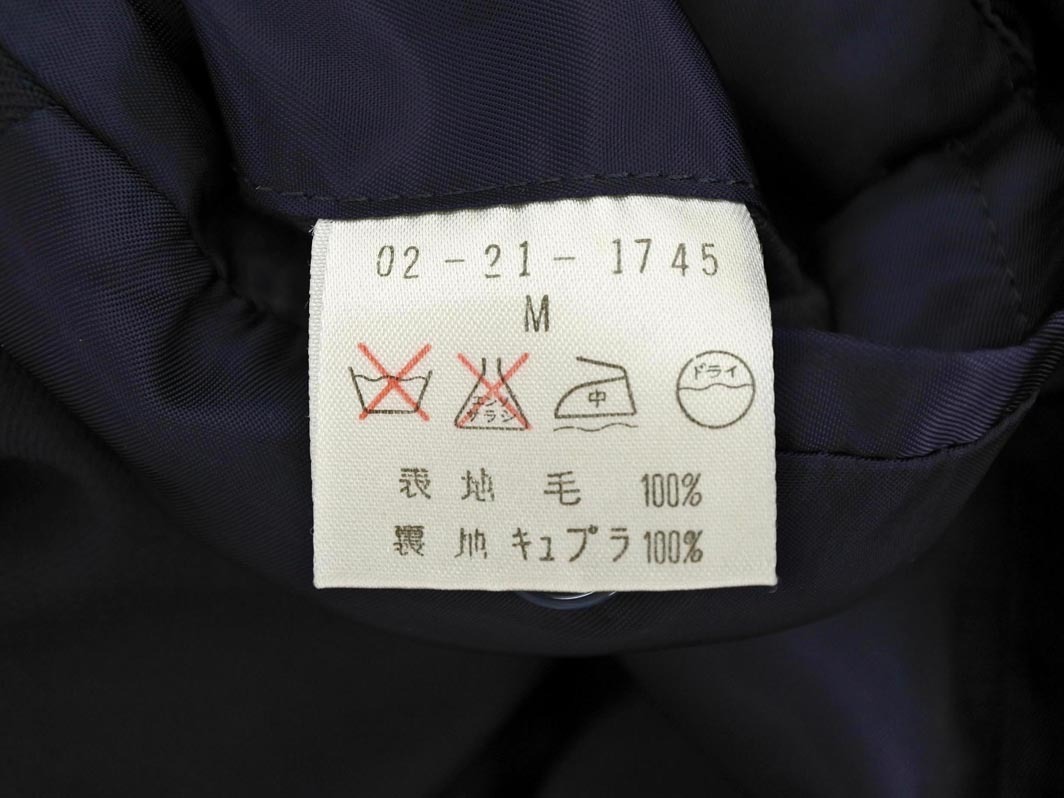 02-21-1745
M
エンソ サラシ 中 ドライ
表地 毛 100%
裏地 キュプラ 100%